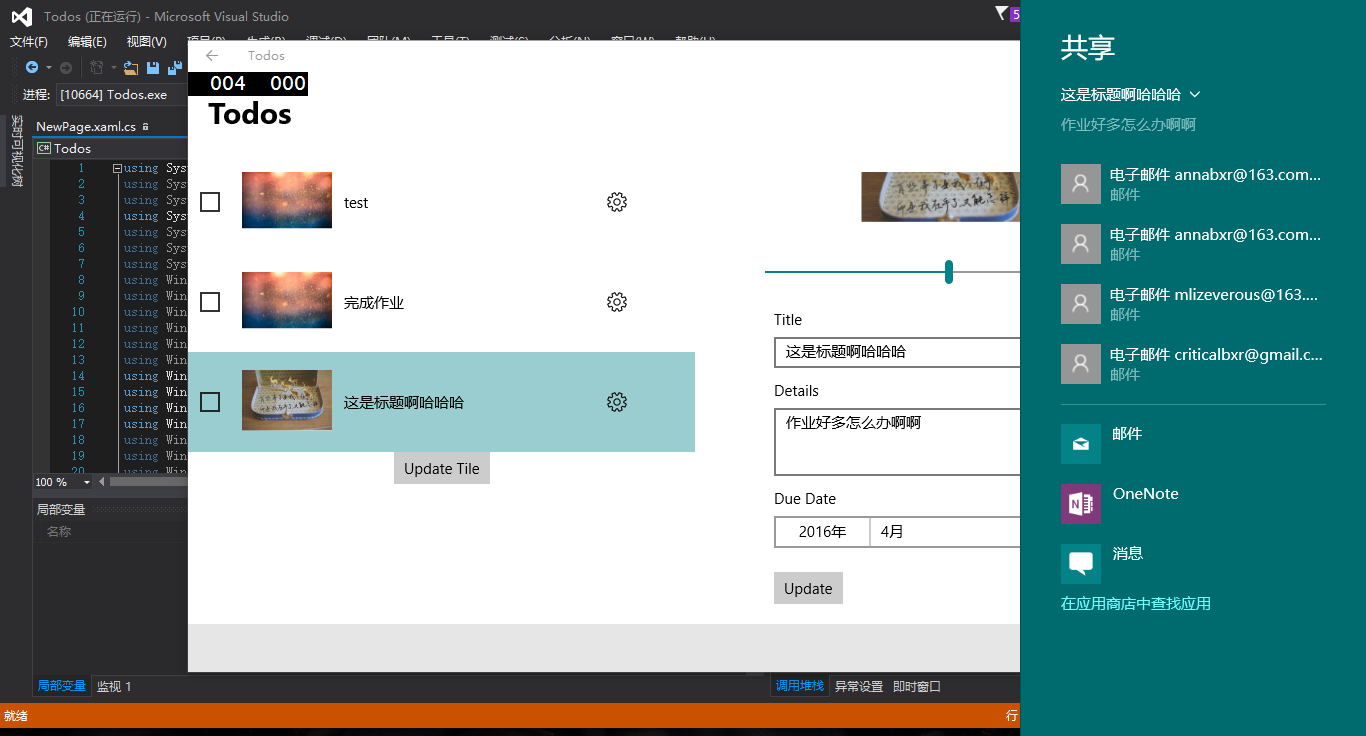 Todos (正在运行) - Microsoft Visual Studio
5
文件(F) 编辑(E) 视图(V)
进程: [10664] Todos.exe
实时可视化树
NewPage.xaml.cs
C# Todos
1 using Sys
2 using Sys
3 using Sys
4 using Sys
5 using Sys
6 using Sys
7 using Sys
8 using Win
9 using Win
10 using Win
11 using Win
12 using Win
13 using Win
14 using Win
15 using Win
16 using Win
17 using Win
18 using Win
19 using Win
20
100 %
局部变量
名称
局部变量 监视 1
就绪
Todos
004 000
Todos
test
完成作业
这是标题啊哈哈哈
Update Tile
Title
这是标题啊哈哈哈
Details
作业好多怎么办啊啊
Due Date
2016年 4月
Update
调用堆栈 异常设置 即时窗口
行
共享
这是标题啊哈哈哈
作业好多怎么办啊啊
电子邮件 annabxr@163.com...
邮件
电子邮件 annabxr@163.com...
邮件
电子邮件 mlizeverous@163....
邮件
电子邮件 criticalbxr@gmail.c...
邮件
邮件
OneNote
消息
在应用商店中查找应用